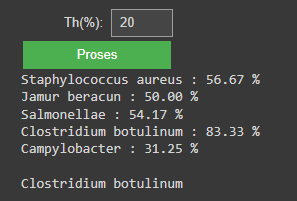 Th(%): 20
Proses
Staphylococcus aureus : 56.67 %
Jamur beracun : 50.00 %
Salmonellae : 54.17 %
Clostridium botulinum : 83.33 %
Campylobacter : 31.25 %
Clostridium botulinum